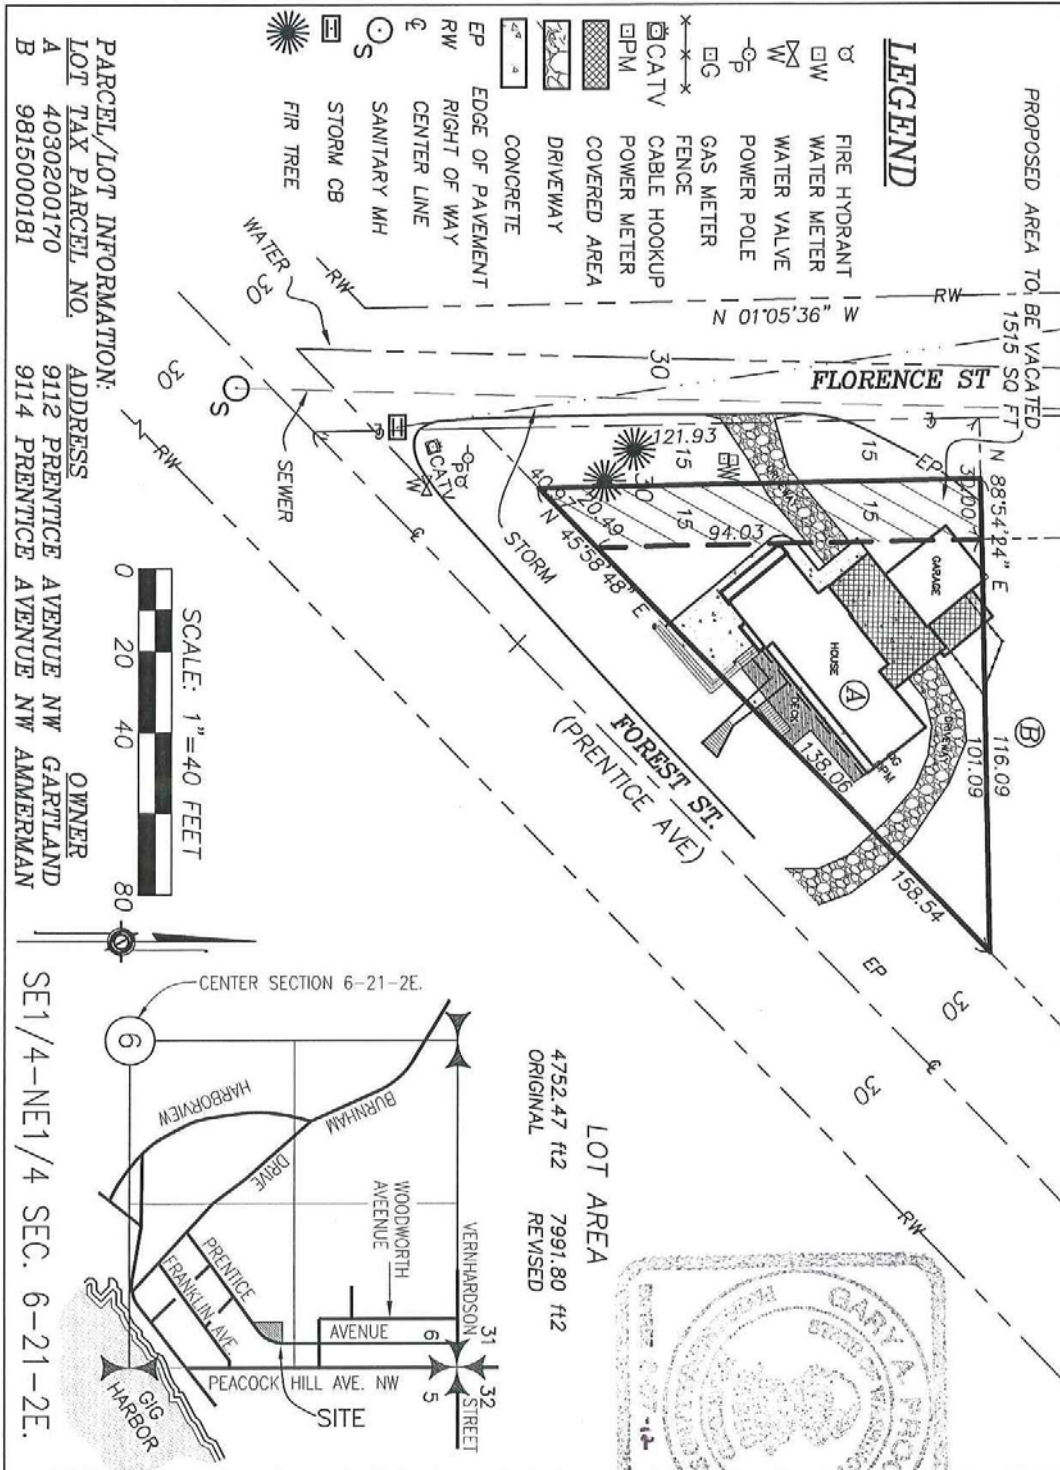 PROPOSED AREA TO BE VACATED
1515 SQ FT
LEGEND
FIRE HYDRANT
W WATER METER
W WATER VALVE
P POWER POLE
G GAS METER
FENCE
CATV CABLE HOOKUP
PM POWER METER
COVERED AREA
DRIVEWAY
CONCRETE
EP EDGE OF PAVEMENT
RW RIGHT OF WAY
CENTER LINE
S SANITARY MH
STORM CB
FIR TREE
PARCEL/LOT INFORMATION:
LOT TAX PARCEL NO. ADDRESS OWNER
A 4030200170 9112 PRENTICE AVENUE NW GARTLAND
B 9815000181 9114 PRENTICE AVENUE NW AMMERMAN
SCALE: 1"=40 FEET
0 20 40 80
RW
N 01°05'36" W
RW
WATER
30
30
FLORENCE ST
30
S
SEWER
RW
STORM
CATV
P
W
121.93
15
15
W
30
40.97
20.49
N 45°58'48" E
15
94.03
15
EP
N 88°54'24" E
30.00
GARAGE
HOUSE
A
DECK
DRIVEWAY
G
PM
138.06
B
116.09
101.09
158.54
FOREST ST.
(PRENTICE AVE)
EP
30
30
RW
LOT AREA
4752.47 ft2 7991.80 ft2
ORIGINAL REVISED
GARY A.
CENTER SECTION 6-21-2E.
6
HARBORVIEW
BURNHAM
DRIVE
PRENTICE
FRANKLIN AVE.
WOODWORTH
AVEENUE
AVENUE
VERNHARDSON
STREET
31
32
6
5
PEACOCK HILL AVE. NW
SITE
GIG
HARBOR
SE1/4-NE1/4 SEC. 6-21-2E.